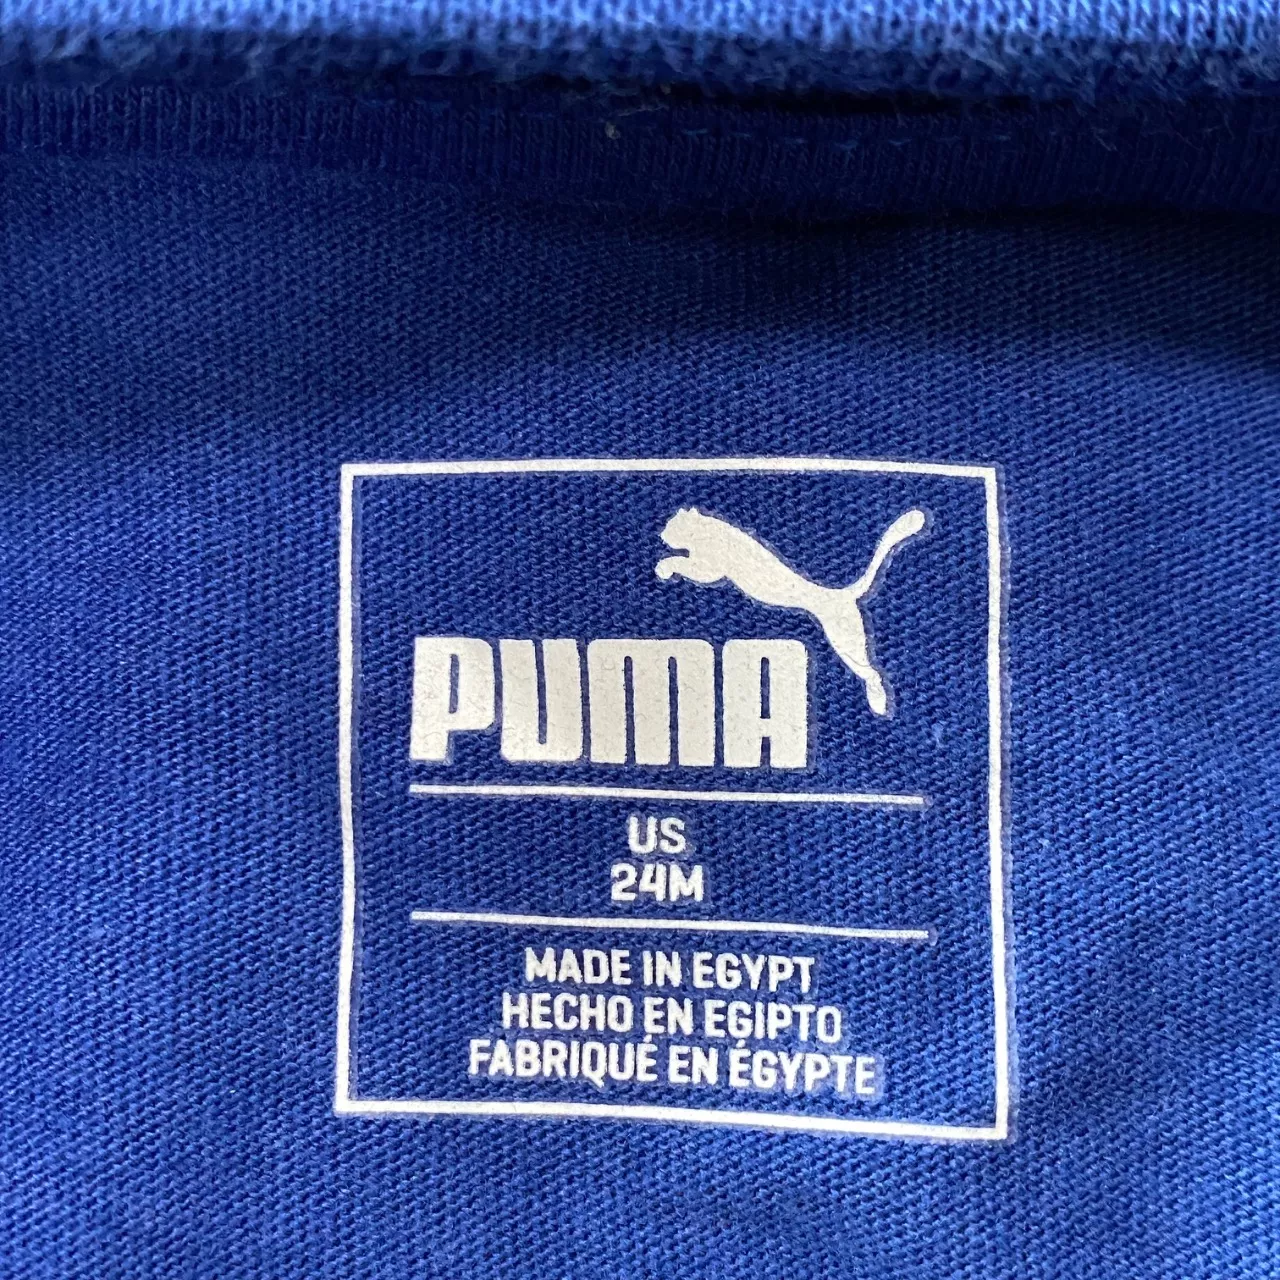 PUMA
US
24M
MADE IN EGYPT
HECHO EN EGIPTO
FABRIQUÉ EN ÉGYPTE